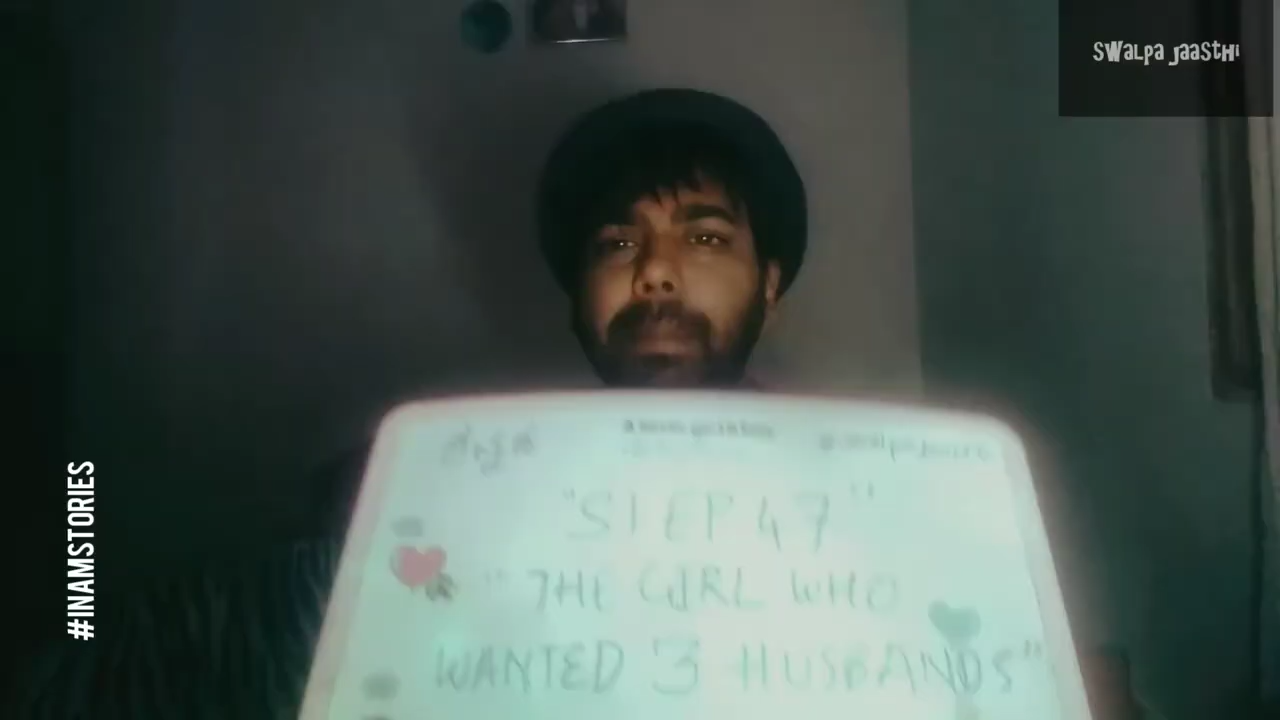 SWALPA JAASTHI
"STEP 47"
"THE GIRL WHO
WANTED 3 HUSBANDS"
#INAMSTORIES